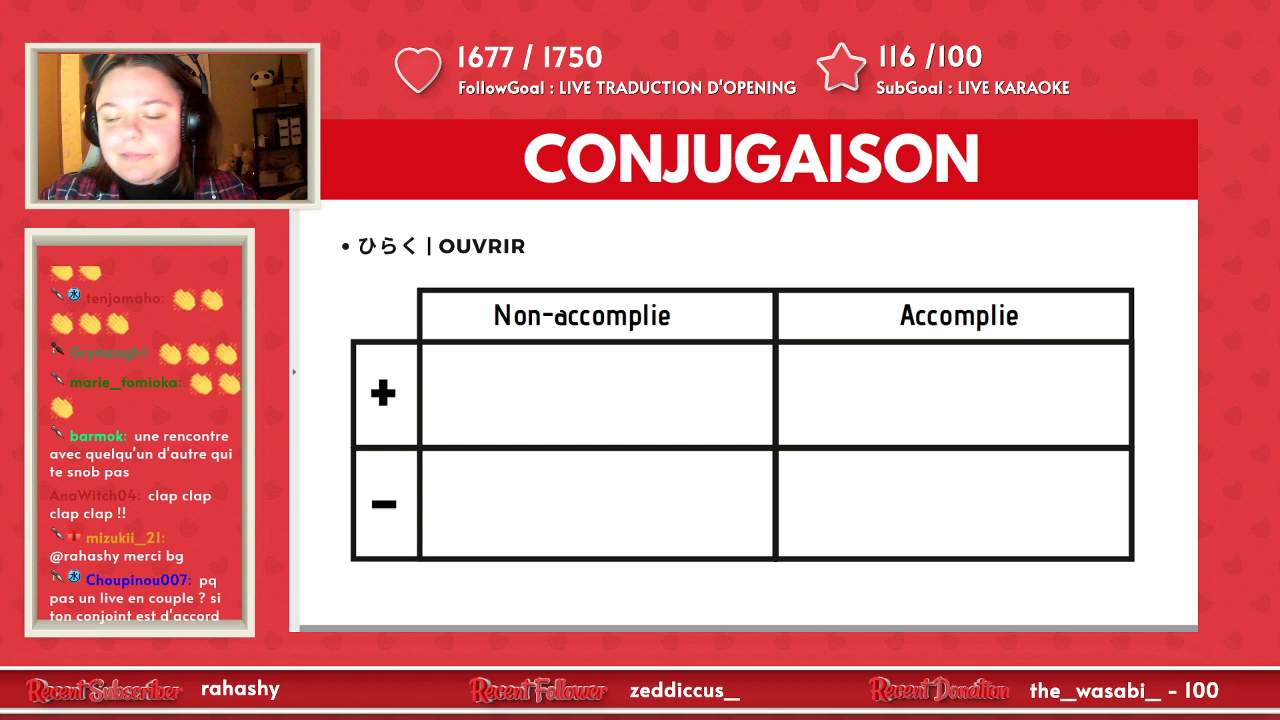 1677 / 1750
FollowGoal : LIVE TRADUCTION D'OPENING
116 /100
SubGoal : LIVE KARAOKE
CONJUGAISON
• ひらく | OUVRIR
Non-accomplie
Accomplie
+
−
tenjomaho:
Grymzaght:
marie_tomioka:
barmok: une rencontre
avec quelqu'un d'autre qui
te snob pas
AnaWitch04: clap clap
clap clap !!
mizukii_21:
@rahashy merci bg
Choupinou007: pq
pas un live en couple ? si
ton conjoint est d'accord
Recent Subscriber rahashy
Recent Follower zeddiccus_
Recent Donation the_wasabi_ - 100